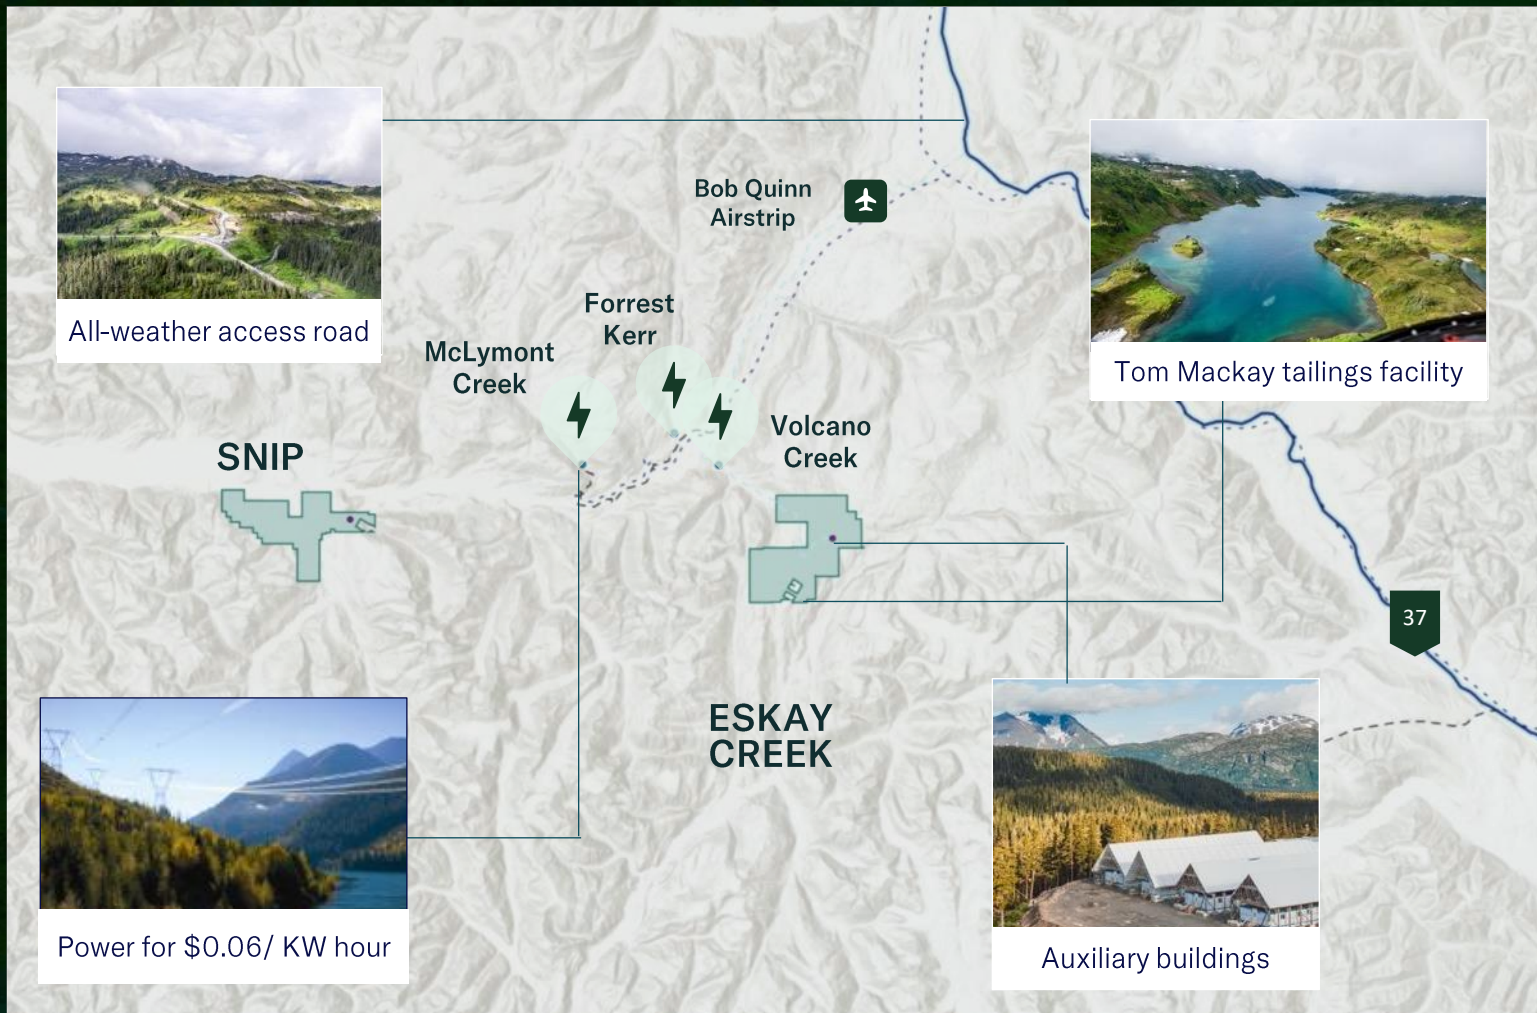 Bob Quinn
Airstrip
All-weather access road
Forrest
Kerr
McLymont
Creek
Tom Mackay tailings facility
Volcano
Creek
SNIP
37
ESKAY
CREEK
Power for $0.06/ KW hour
Auxiliary buildings